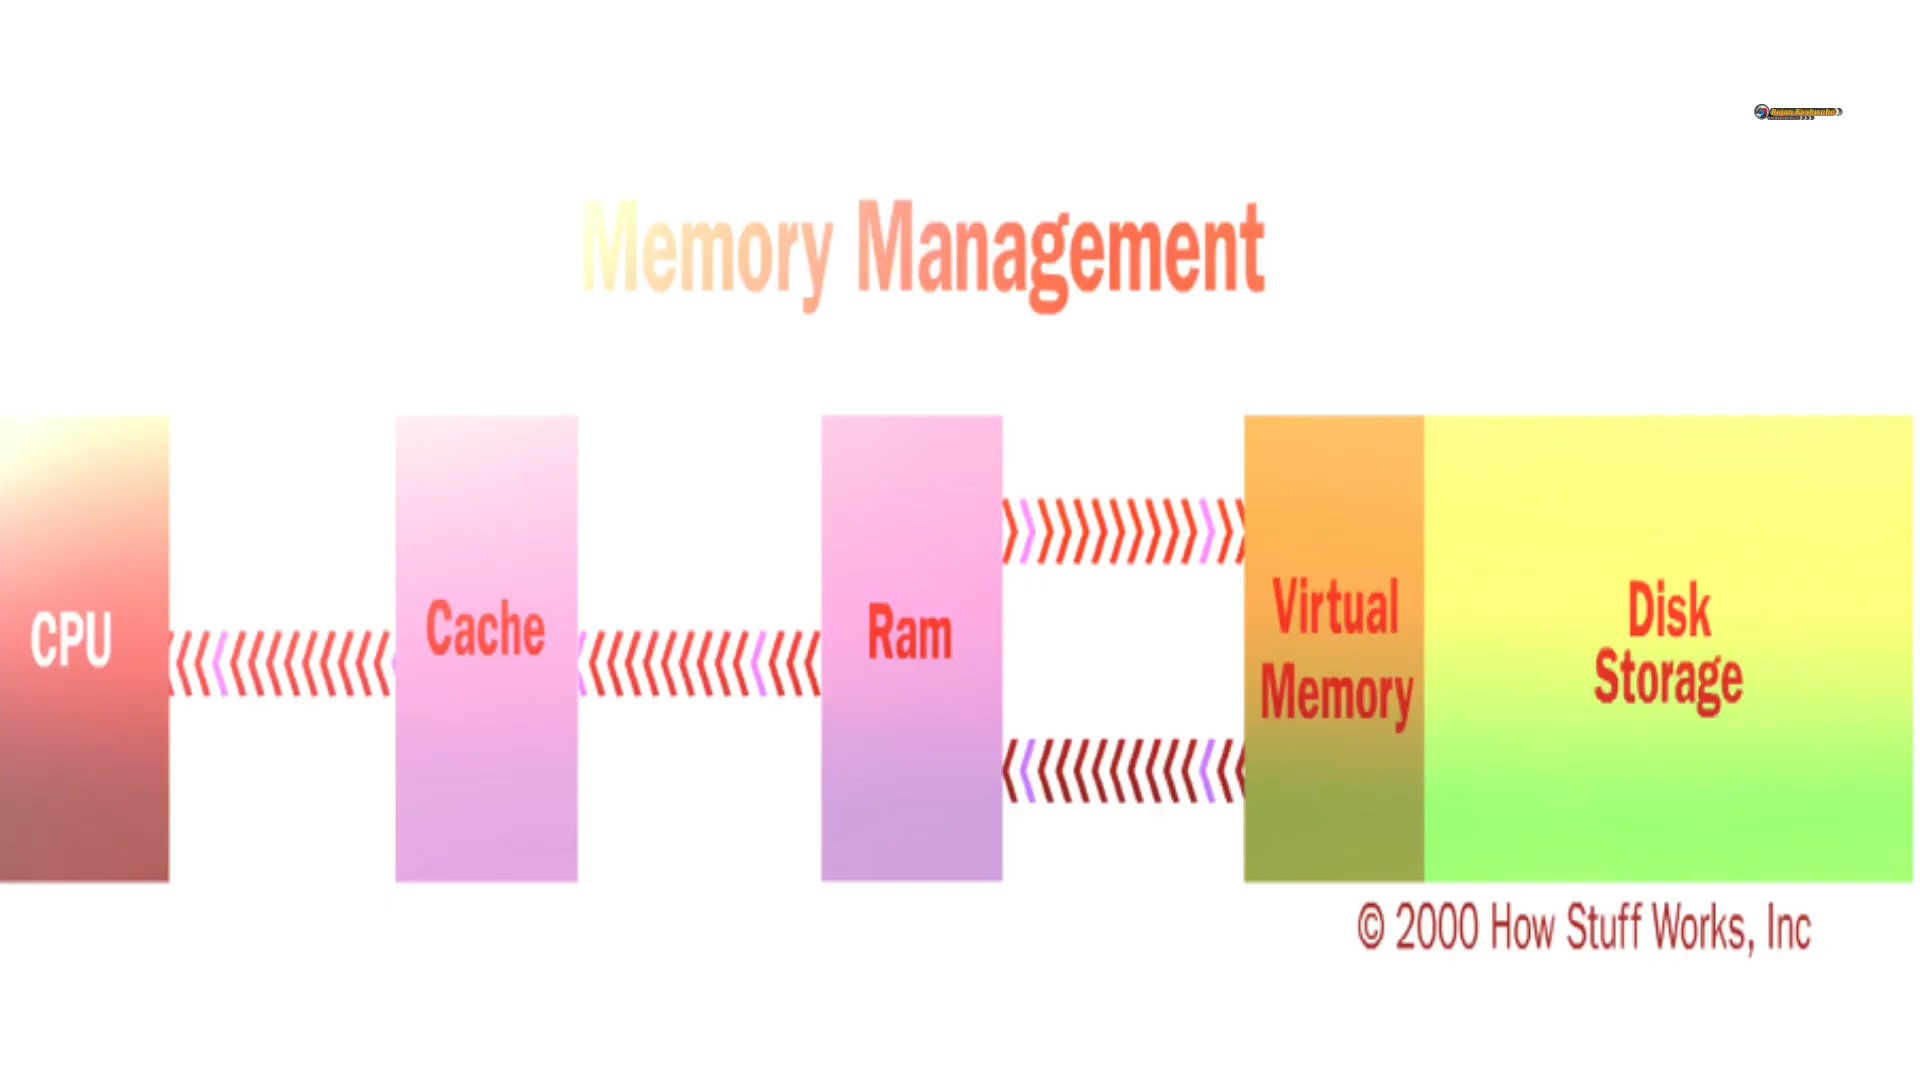 Memory Management
CPU
Cache
Ram
Virtual
Memory
Disk
Storage
© 2000 How Stuff Works, Inc